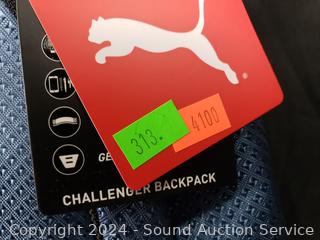 ®
313.
4100
GE
CHALLENGER BACKPACK
Copyright 2024 - Sound Auction Service